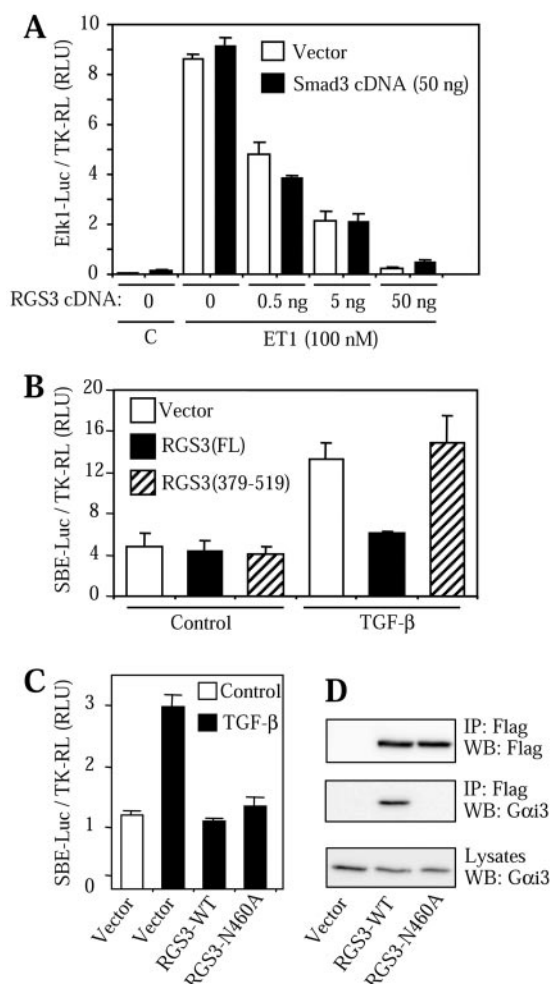 A
Elk1-Luc / TK-RL (RLU)
10
8
6
4
2
0
Vector
Smad3 cDNA (50 ng)
RGS3 cDNA: 0 0 0.5 ng 5 ng 50 ng
C ET1 (100 nM)
B
SBE-Luc / TK-RL (RLU)
20
16
12
8
4
0
Vector
RGS3(FL)
RGS3(379-519)
Control TGF-β
C
SBE-Luc / TK-RL (RLU)
3
2
1
0
Control
TGF-β
Vector
Vector
RGS3-WT
RGS3-N460A
D
IP: Flag
WB: Flag
IP: Flag
WB: Gαi3
Lysates
WB: Gαi3
Vector
RGS3-WT
RGS3-N460A